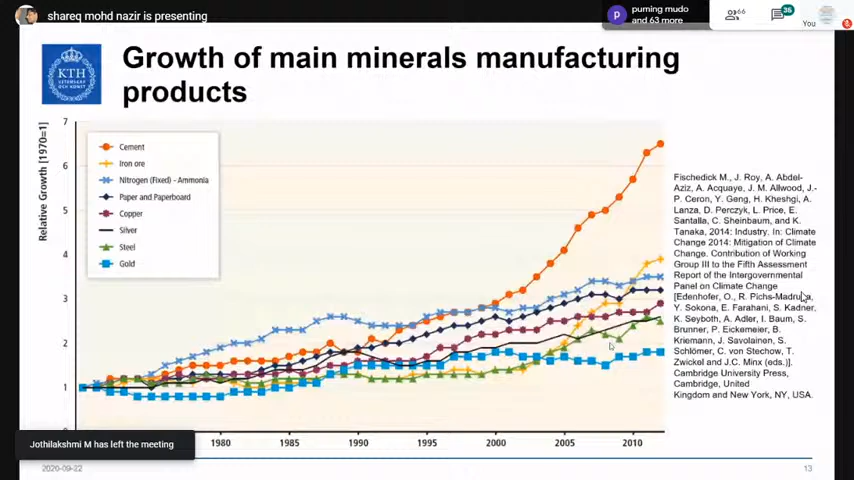 shareq mohd nazir is presenting
puming mudo
and 63 more
66
36
You
KTH
VETENSKAP
OCH KONST
Growth of main minerals manufacturing
products
Relative Growth [1970=1]
7
6
5
4
3
2
1
Cement
Iron ore
Nitrogen (Fixed) - Ammonia
Paper and Paperboard
Copper
Silver
Steel
Gold
1980
1985
1990
1995
2000
2005
2010
Fischedick M., J. Roy, A. Abdel-
Aziz, A. Acquaye, J. M. Allwood, J.-
P. Ceron, Y. Geng, H. Kheshgi, A.
Lanza, D. Perczyk, L. Price, E.
Santalla, C. Sheinbaum, and K.
Tanaka, 2014: Industry. In: Climate
Change 2014: Mitigation of Climate
Change. Contribution of Working
Group III to the Fifth Assessment
Report of the Intergovernmental
Panel on Climate Change
[Edenhofer, O., R. Pichs-Madruga,
Y. Sokona, E. Farahani, S. Kadner,
K. Seyboth, A. Adler, I. Baum, S.
Brunner, P. Eickemeier, B.
Kriemann, J. Savolainen, S.
Schlömer, C. von Stechow, T.
Zwickel and J.C. Minx (eds.)].
Cambridge University Press,
Cambridge, United
Kingdom and New York, NY, USA.
Jothilakshmi M has left the meeting
2020-09-22
13